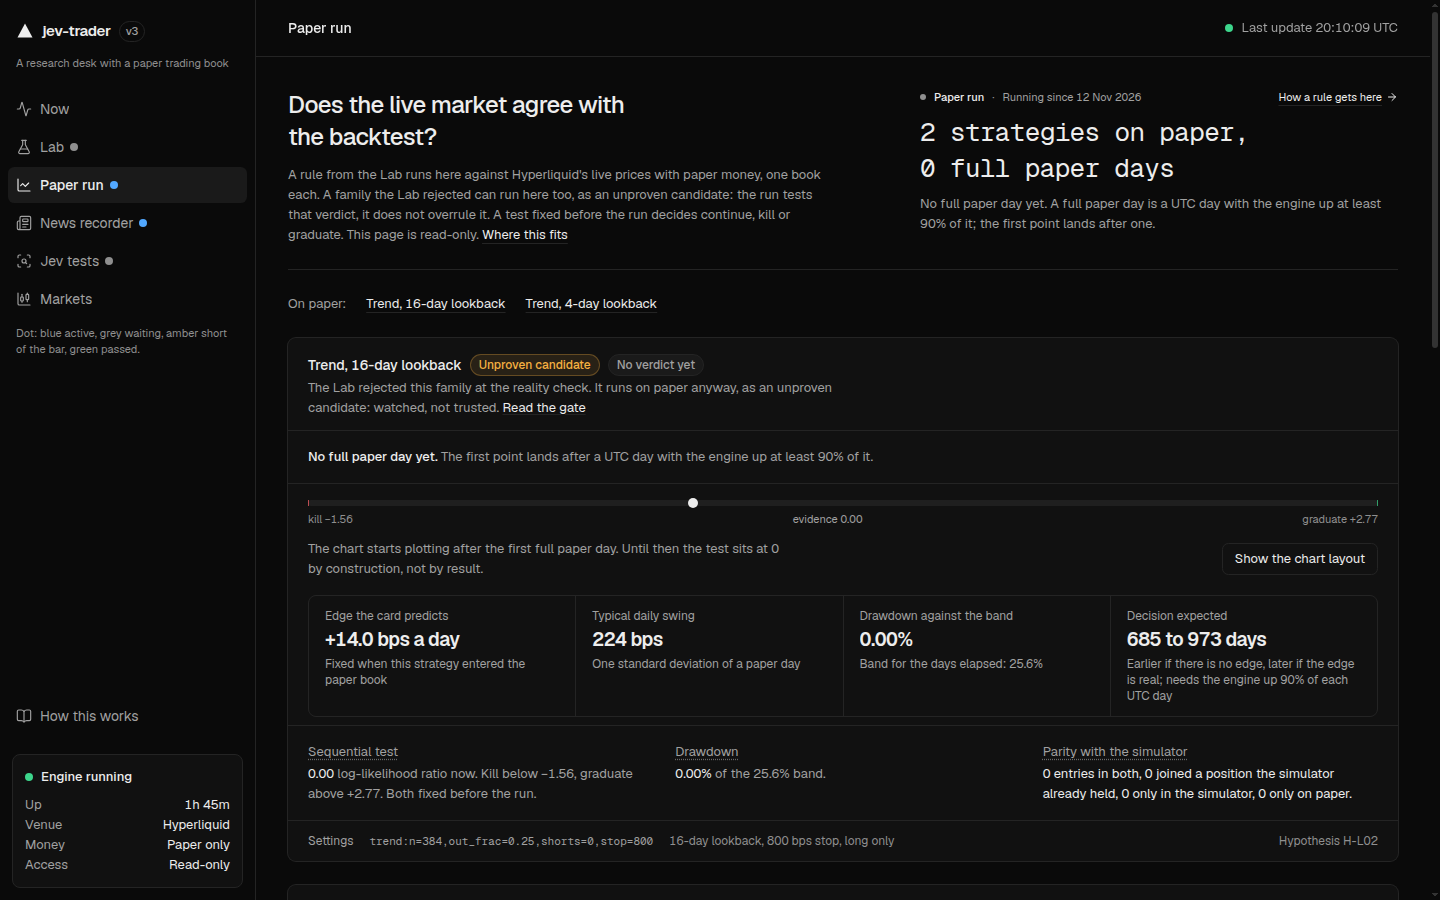 jev-trader v3
A research desk with a paper trading book
Now
Lab
Paper run
News recorder
Jev tests
Markets
Dot: blue active, grey waiting, amber short
of the bar, green passed.
How this works
Engine running
Up 1h 45m
Venue Hyperliquid
Money Paper only
Access Read-only
Paper run
Last update 20:10:09 UTC
Does the live market agree with
the backtest?
A rule from the Lab runs here against Hyperliquid's live prices with paper money, one book
each. A family the Lab rejected can run here too, as an unproven candidate: the run tests
that verdict, it does not overrule it. A test fixed before the run decides continue, kill or
graduate. This page is read-only. Where this fits
Paper run · Running since 12 Nov 2026
How a rule gets here →
2 strategies on paper,
0 full paper days
No full paper day yet. A full paper day is a UTC day with the engine up at least
90% of it; the first point lands after one.
On paper: Trend, 16-day lookback Trend, 4-day lookback
Trend, 16-day lookback Unproven candidate No verdict yet
The Lab rejected this family at the reality check. It runs on paper anyway, as an unproven
candidate: watched, not trusted. Read the gate
No full paper day yet. The first point lands after a UTC day with the engine up at least 90% of it.
kill −1.56 evidence 0.00 graduate +2.77
The chart starts plotting after the first full paper day. Until then the test sits at 0
by construction, not by result.
Show the chart layout
Edge the card predicts
+14.0 bps a day
Fixed when this strategy entered the
paper book
Typical daily swing
224 bps
One standard deviation of a paper day
Drawdown against the band
0.00%
Band for the days elapsed: 25.6%
Decision expected
685 to 973 days
Earlier if there is no edge, later if the edge
is real; needs the engine up 90% of each
UTC day
Sequential test
0.00 log-likelihood ratio now. Kill below −1.56, graduate
above +2.77. Both fixed before the run.
Drawdown
0.00% of the 25.6% band.
Parity with the simulator
0 entries in both, 0 joined a position the simulator
already held, 0 only in the simulator, 0 only on paper.
Settings trend:n=384,out_frac=0.25,shorts=0,stop=800 16-day lookback, 800 bps stop, long only Hypothesis H-L02